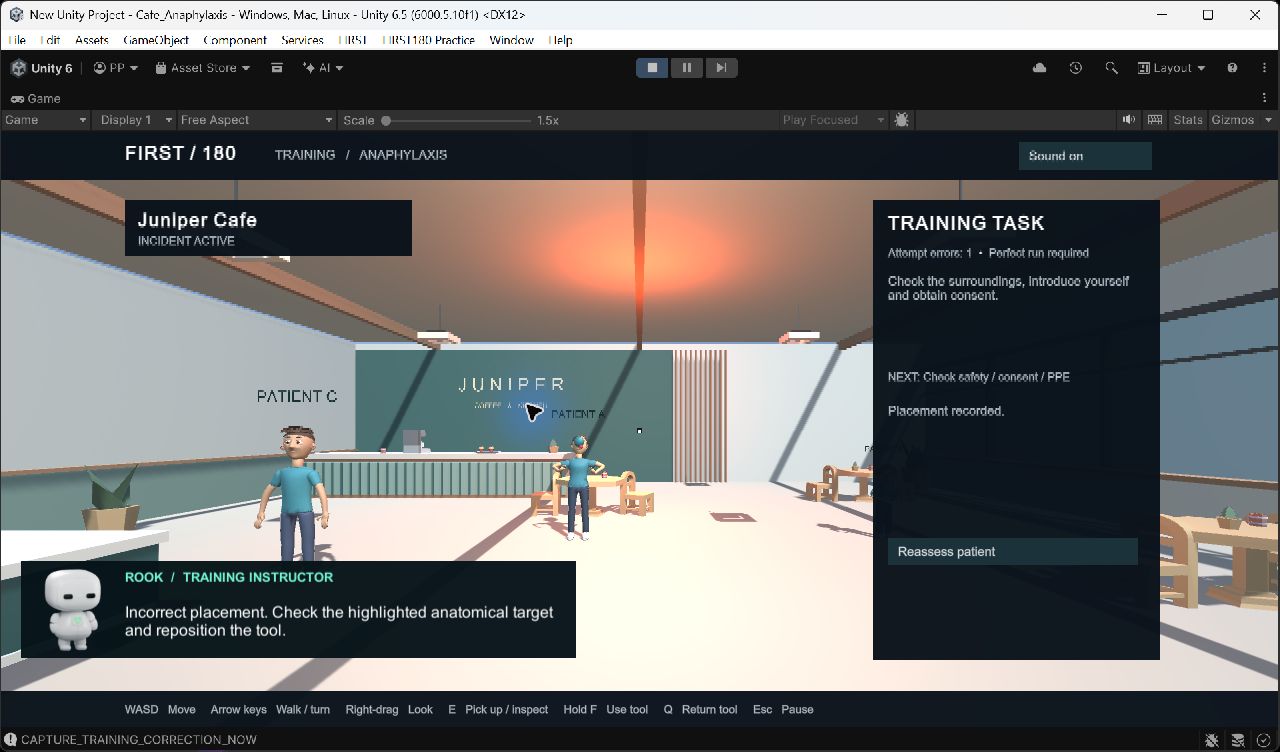 New Unity Project - Cafe_Anaphylaxis - Windows, Mac, Linux - Unity 6.5 (6000.5.10f1) <DX12>
File Edit Assets GameObject Component Services FIRST FIRST180 Practice Window Help
Unity 6 PP Asset Store AI Layout
Game
Game Display 1 Free Aspect Scale 1.5x Play Focused Stats Gizmos
FIRST / 180 TRAINING / ANAPHYLAXIS Sound on
Juniper Cafe
INCIDENT ACTIVE
TRAINING TASK
Attempt errors: 1 • Perfect run required
Check the surroundings, introduce yourself
and obtain consent.
NEXT: Check safety / consent / PPE
Placement recorded.
Reassess patient
JUNIPER
PATIENT C
PATIENT A
ROOK / TRAINING INSTRUCTOR
Incorrect placement. Check the highlighted anatomical target
and reposition the tool.
WASD Move Arrow keys Walk / turn Right-drag Look E Pick up / inspect Hold F Use tool Q Return tool Esc Pause
CAPTURE_TRAINING_CORRECTION_NOW